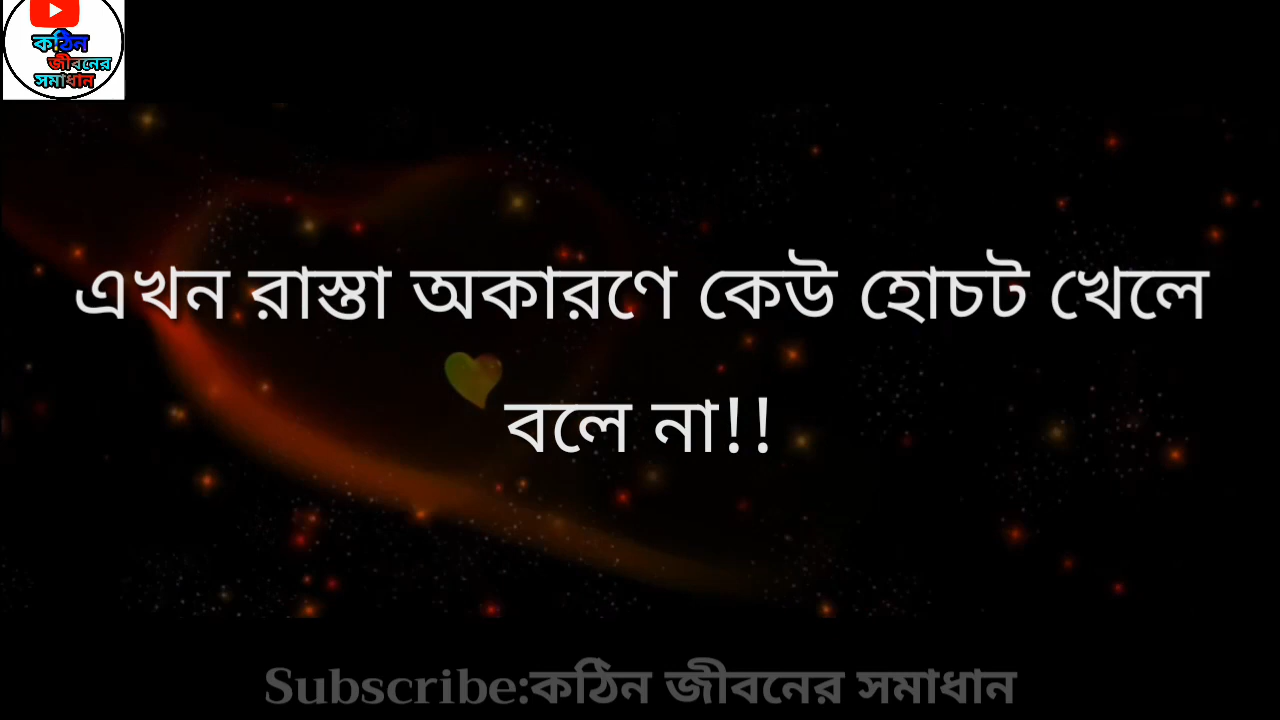 কঠিন
জীবনের
সমাধান
এখন রাস্তা অকারণে কেউ হোচট খেলে
বলে না!!
Subscribe:কঠিন জীবনের সমাধান